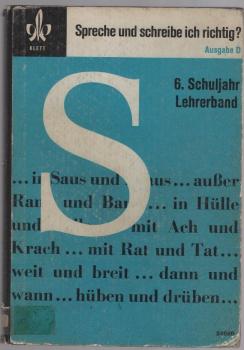 KLETT
Spreche und schreibe ich richtig?
Ausgabe D
6. Schuljahr
Lehrerband
S
...in Saus und aus... außer
Ran und Ban ... in Hülle
und mit Ach und
Krach ... mit Rat und Tat...
weit und breit ... dann und
wann... hüben und drüben...